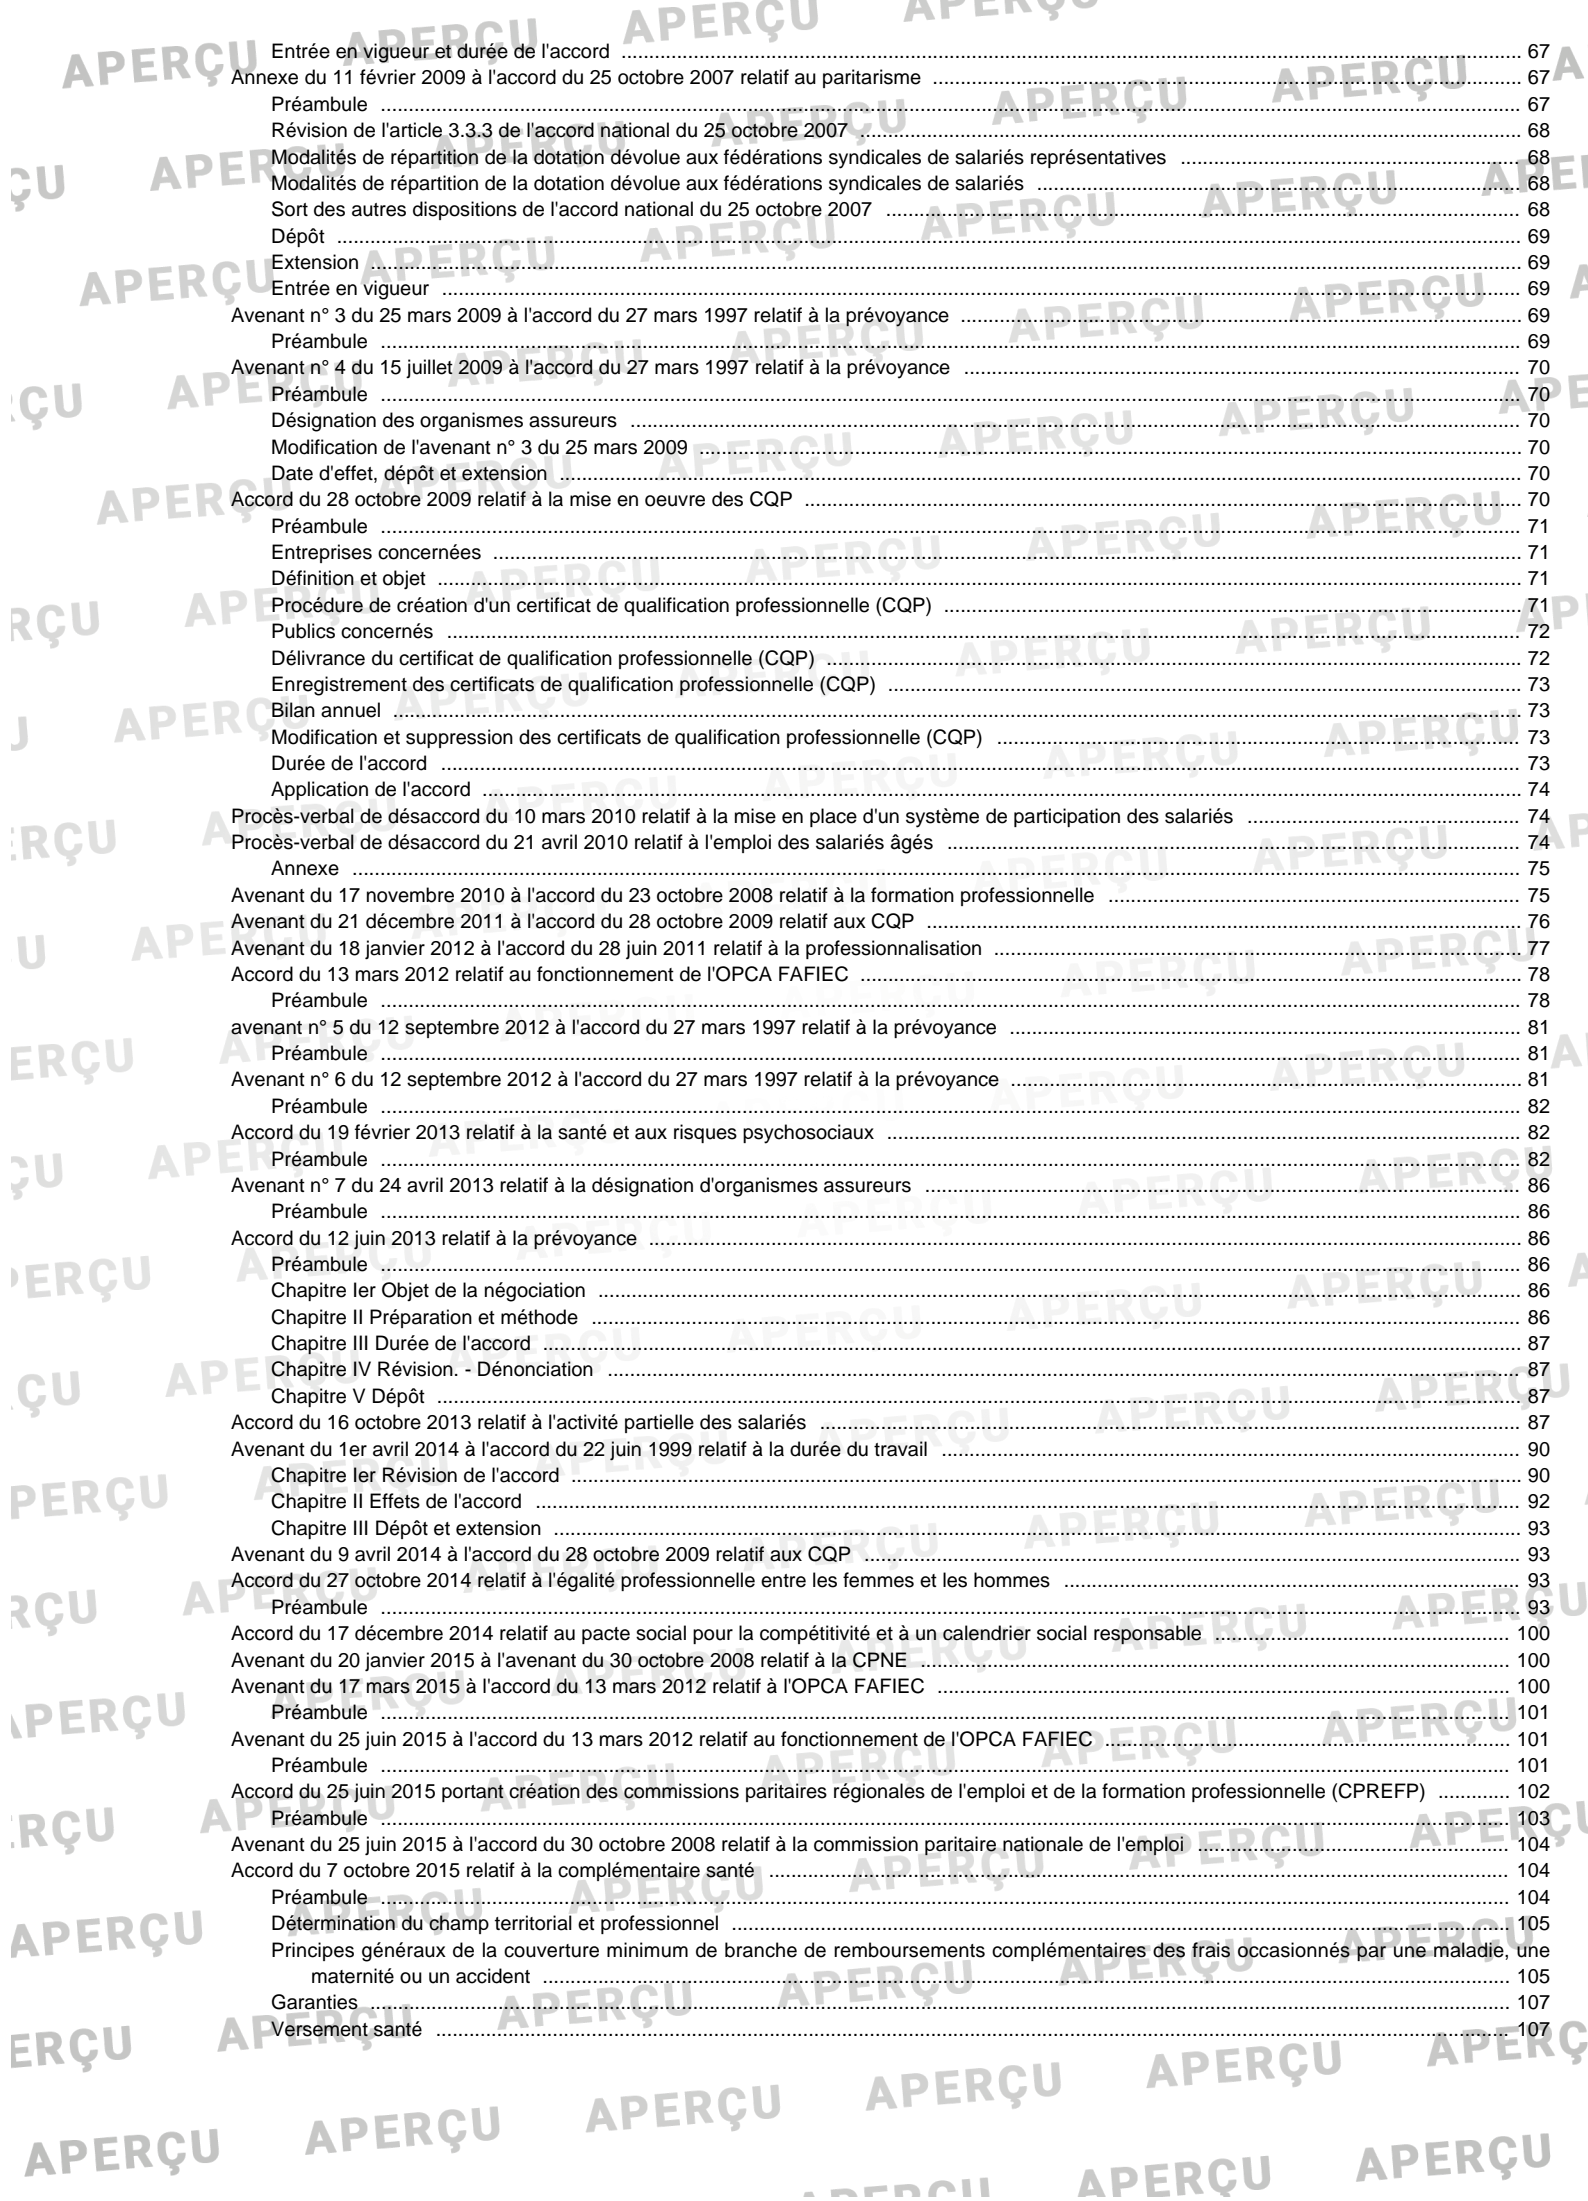 Entrée en vigueur et durée de l'accord ........ 67
Annexe du 11 février 2009 à l'accord du 25 octobre 2007 relatif au paritarisme ........ 67
Préambule ........ 67
Révision de l'article 3.3.3 de l'accord national du 25 octobre 2007 ........ 68
Modalités de répartition de la dotation dévolue aux fédérations syndicales de salariés représentatives ........ 68
Modalités de répartition de la dotation dévolue aux fédérations syndicales de salariés ........ 68
Sort des autres dispositions de l'accord national du 25 octobre 2007 ........ 68
Dépôt ........ 69
Extension ........ 69
Entrée en vigueur ........ 69
Avenant n° 3 du 25 mars 2009 à l'accord du 27 mars 1997 relatif à la prévoyance ........ 69
Préambule ........ 69
Avenant n° 4 du 15 juillet 2009 à l'accord du 27 mars 1997 relatif à la prévoyance ........ 70
Préambule ........ 70
Désignation des organismes assureurs ........ 70
Modification de l'avenant n° 3 du 25 mars 2009 ........ 70
Date d'effet, dépôt et extension ........ 70
Accord du 28 octobre 2009 relatif à la mise en oeuvre des CQP ........ 70
Préambule ........ 71
Entreprises concernées ........ 71
Définition et objet ........ 71
Procédure de création d'un certificat de qualification professionnelle (CQP) ........ 71
Publics concernés ........ 72
Délivrance du certificat de qualification professionnelle (CQP) ........ 72
Enregistrement des certificats de qualification professionnelle (CQP) ........ 73
Bilan annuel ........ 73
Modification et suppression des certificats de qualification professionnelle (CQP) ........ 73
Durée de l'accord ........ 73
Application de l'accord ........ 74
Procès-verbal de désaccord du 10 mars 2010 relatif à la mise en place d'un système de participation des salariés ........ 74
Procès-verbal de désaccord du 21 avril 2010 relatif à l'emploi des salariés âgés ........ 74
Annexe ........ 75
Avenant du 17 novembre 2010 à l'accord du 23 octobre 2008 relatif à la formation professionnelle ........ 75
Avenant du 21 décembre 2011 à l'accord du 28 octobre 2009 relatif aux CQP ........ 76
Avenant du 18 janvier 2012 à l'accord du 28 juin 2011 relatif à la professionnalisation ........ 77
Accord du 13 mars 2012 relatif au fonctionnement de l'OPCA FAFIEC ........ 78
Préambule ........ 78
avenant n° 5 du 12 septembre 2012 à l'accord du 27 mars 1997 relatif à la prévoyance ........ 81
Préambule ........ 81
Avenant n° 6 du 12 septembre 2012 à l'accord du 27 mars 1997 relatif à la prévoyance ........ 81
Préambule ........ 82
Accord du 19 février 2013 relatif à la santé et aux risques psychosociaux ........ 82
Préambule ........ 82
Avenant n° 7 du 24 avril 2013 relatif à la désignation d'organismes assureurs ........ 86
Préambule ........ 86
Accord du 12 juin 2013 relatif à la prévoyance ........ 86
Préambule ........ 86
Chapitre Ier Objet de la négociation ........ 86
Chapitre II Préparation et méthode ........ 86
Chapitre III Durée de l'accord ........ 87
Chapitre IV Révision. - Dénonciation ........ 87
Chapitre V Dépôt ........ 87
Accord du 16 octobre 2013 relatif à l'activité partielle des salariés ........ 87
Avenant du 1er avril 2014 à l'accord du 22 juin 1999 relatif à la durée du travail ........ 90
Chapitre Ier Révision de l'accord ........ 90
Chapitre II Effets de l'accord ........ 92
Chapitre III Dépôt et extension ........ 93
Avenant du 9 avril 2014 à l'accord du 28 octobre 2009 relatif aux CQP ........ 93
Accord du 27 octobre 2014 relatif à l'égalité professionnelle entre les femmes et les hommes ........ 93
Préambule ........ 93
Accord du 17 décembre 2014 relatif au pacte social pour la compétitivité et à un calendrier social responsable ........ 100
Avenant du 20 janvier 2015 à l'avenant du 30 octobre 2008 relatif à la CPNE ........ 100
Avenant du 17 mars 2015 à l'accord du 13 mars 2012 relatif à l'OPCA FAFIEC ........ 100
Préambule ........ 101
Avenant du 25 juin 2015 à l'accord du 13 mars 2012 relatif au fonctionnement de l'OPCA FAFIEC ........ 101
Préambule ........ 101
Accord du 25 juin 2015 portant création des commissions paritaires régionales de l'emploi et de la formation professionnelle (CPREFP) ........ 102
Préambule ........ 103
Avenant du 25 juin 2015 à l'accord du 30 octobre 2008 relatif à la commission paritaire nationale de l'emploi ........ 104
Accord du 7 octobre 2015 relatif à la complémentaire santé ........ 104
Préambule ........ 104
Détermination du champ territorial et professionnel ........ 105
Principes généraux de la couverture minimum de branche de remboursements complémentaires des frais occasionnés par une maladie, une
maternité ou un accident ........ 105
Garanties ........ 107
Versement santé ........ 107
APERÇU